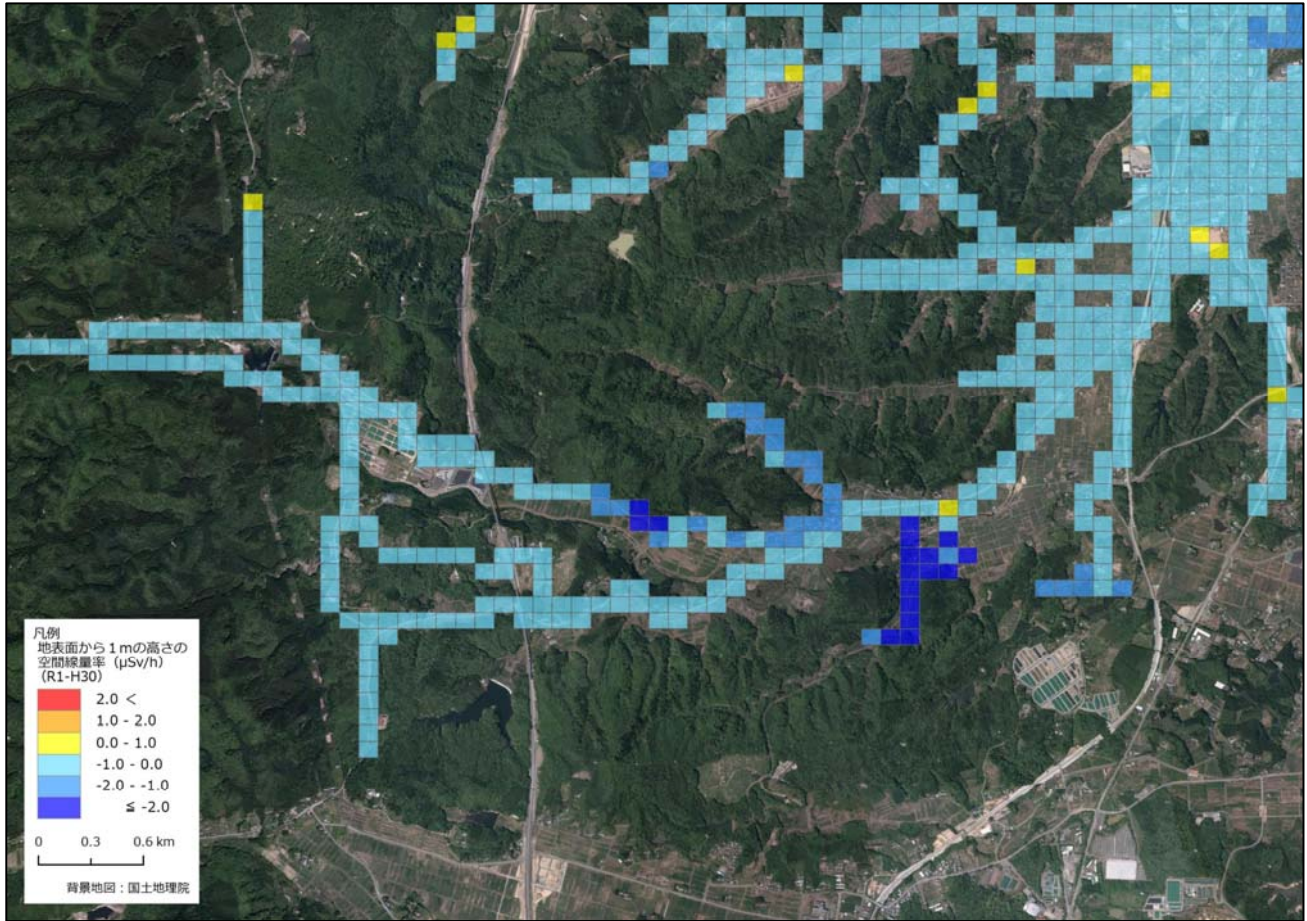 凡例
地表面から1mの高さの
空間線量率（μSv/h）
（R1-H30）
2.0 <
1.0 - 2.0
0.0 - 1.0
-1.0 - 0.0
-2.0 - -1.0
≦ -2.0
0 0.3 0.6 km
背景地図：国土地理院